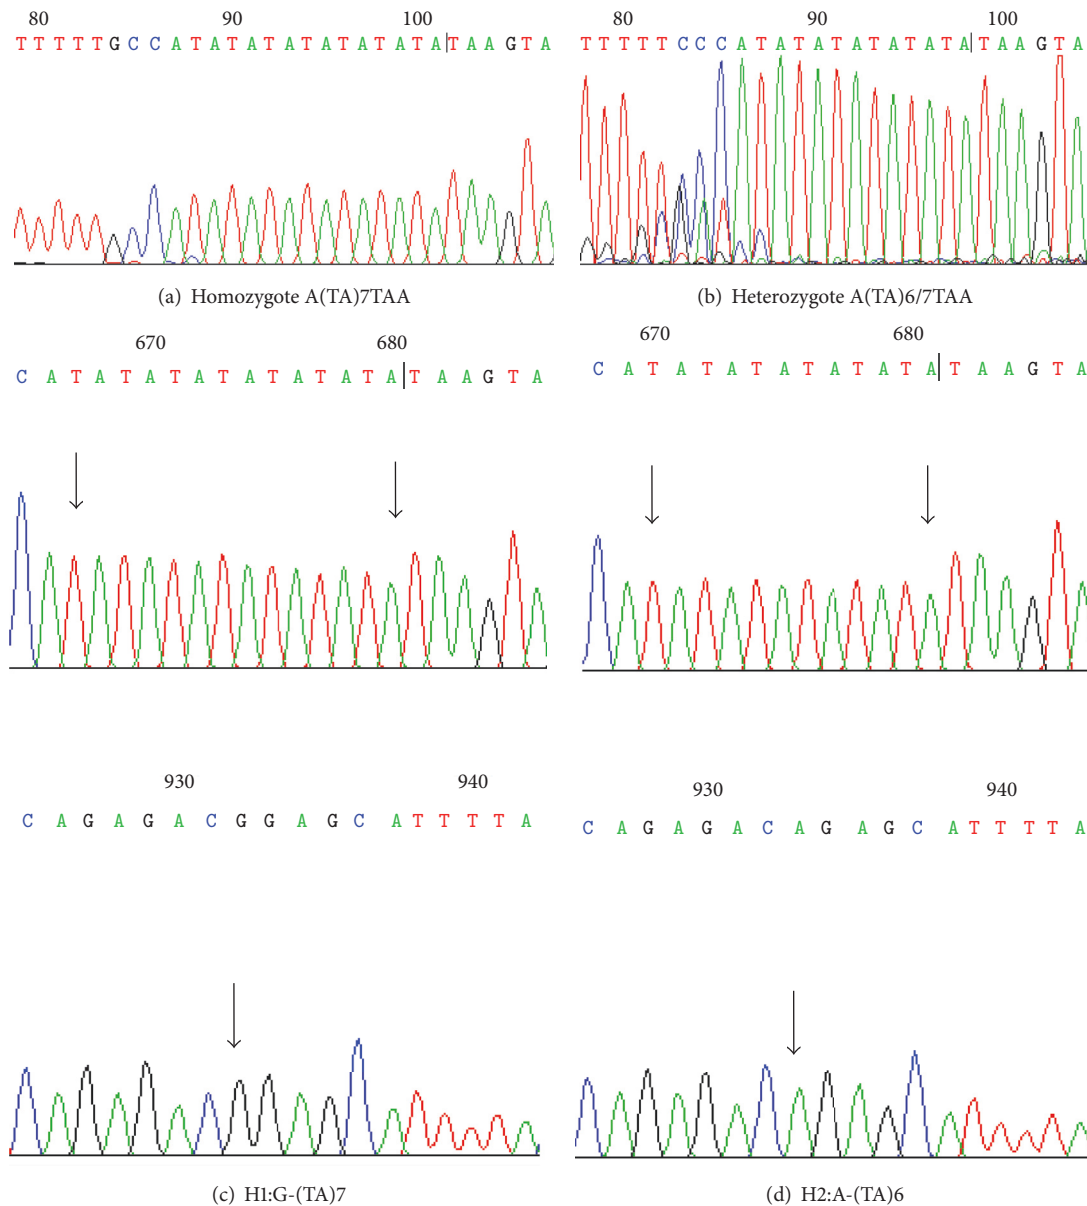 80 90 100
T T T T T G C C A T A T A T A T A T A T A T A|T A A G T A
(a) Homozygote A(TA)7TAA
80 90 100
T T T T T C C C A T A T A T A T A T A T A|T A A G T A
(b) Heterozygote A(TA)6/7TAA
670 680
C A T A T A T A T A T A T A T A|T A A G T A
930 940
C A G A G A C G G A G C A T T T T A
(c) H1:G-(TA)7
670 680
C A T A T A T A T A T A T A|T A A G T A
930 940
C A G A G A C A G A G C A T T T T A
(d) H2:A-(TA)6